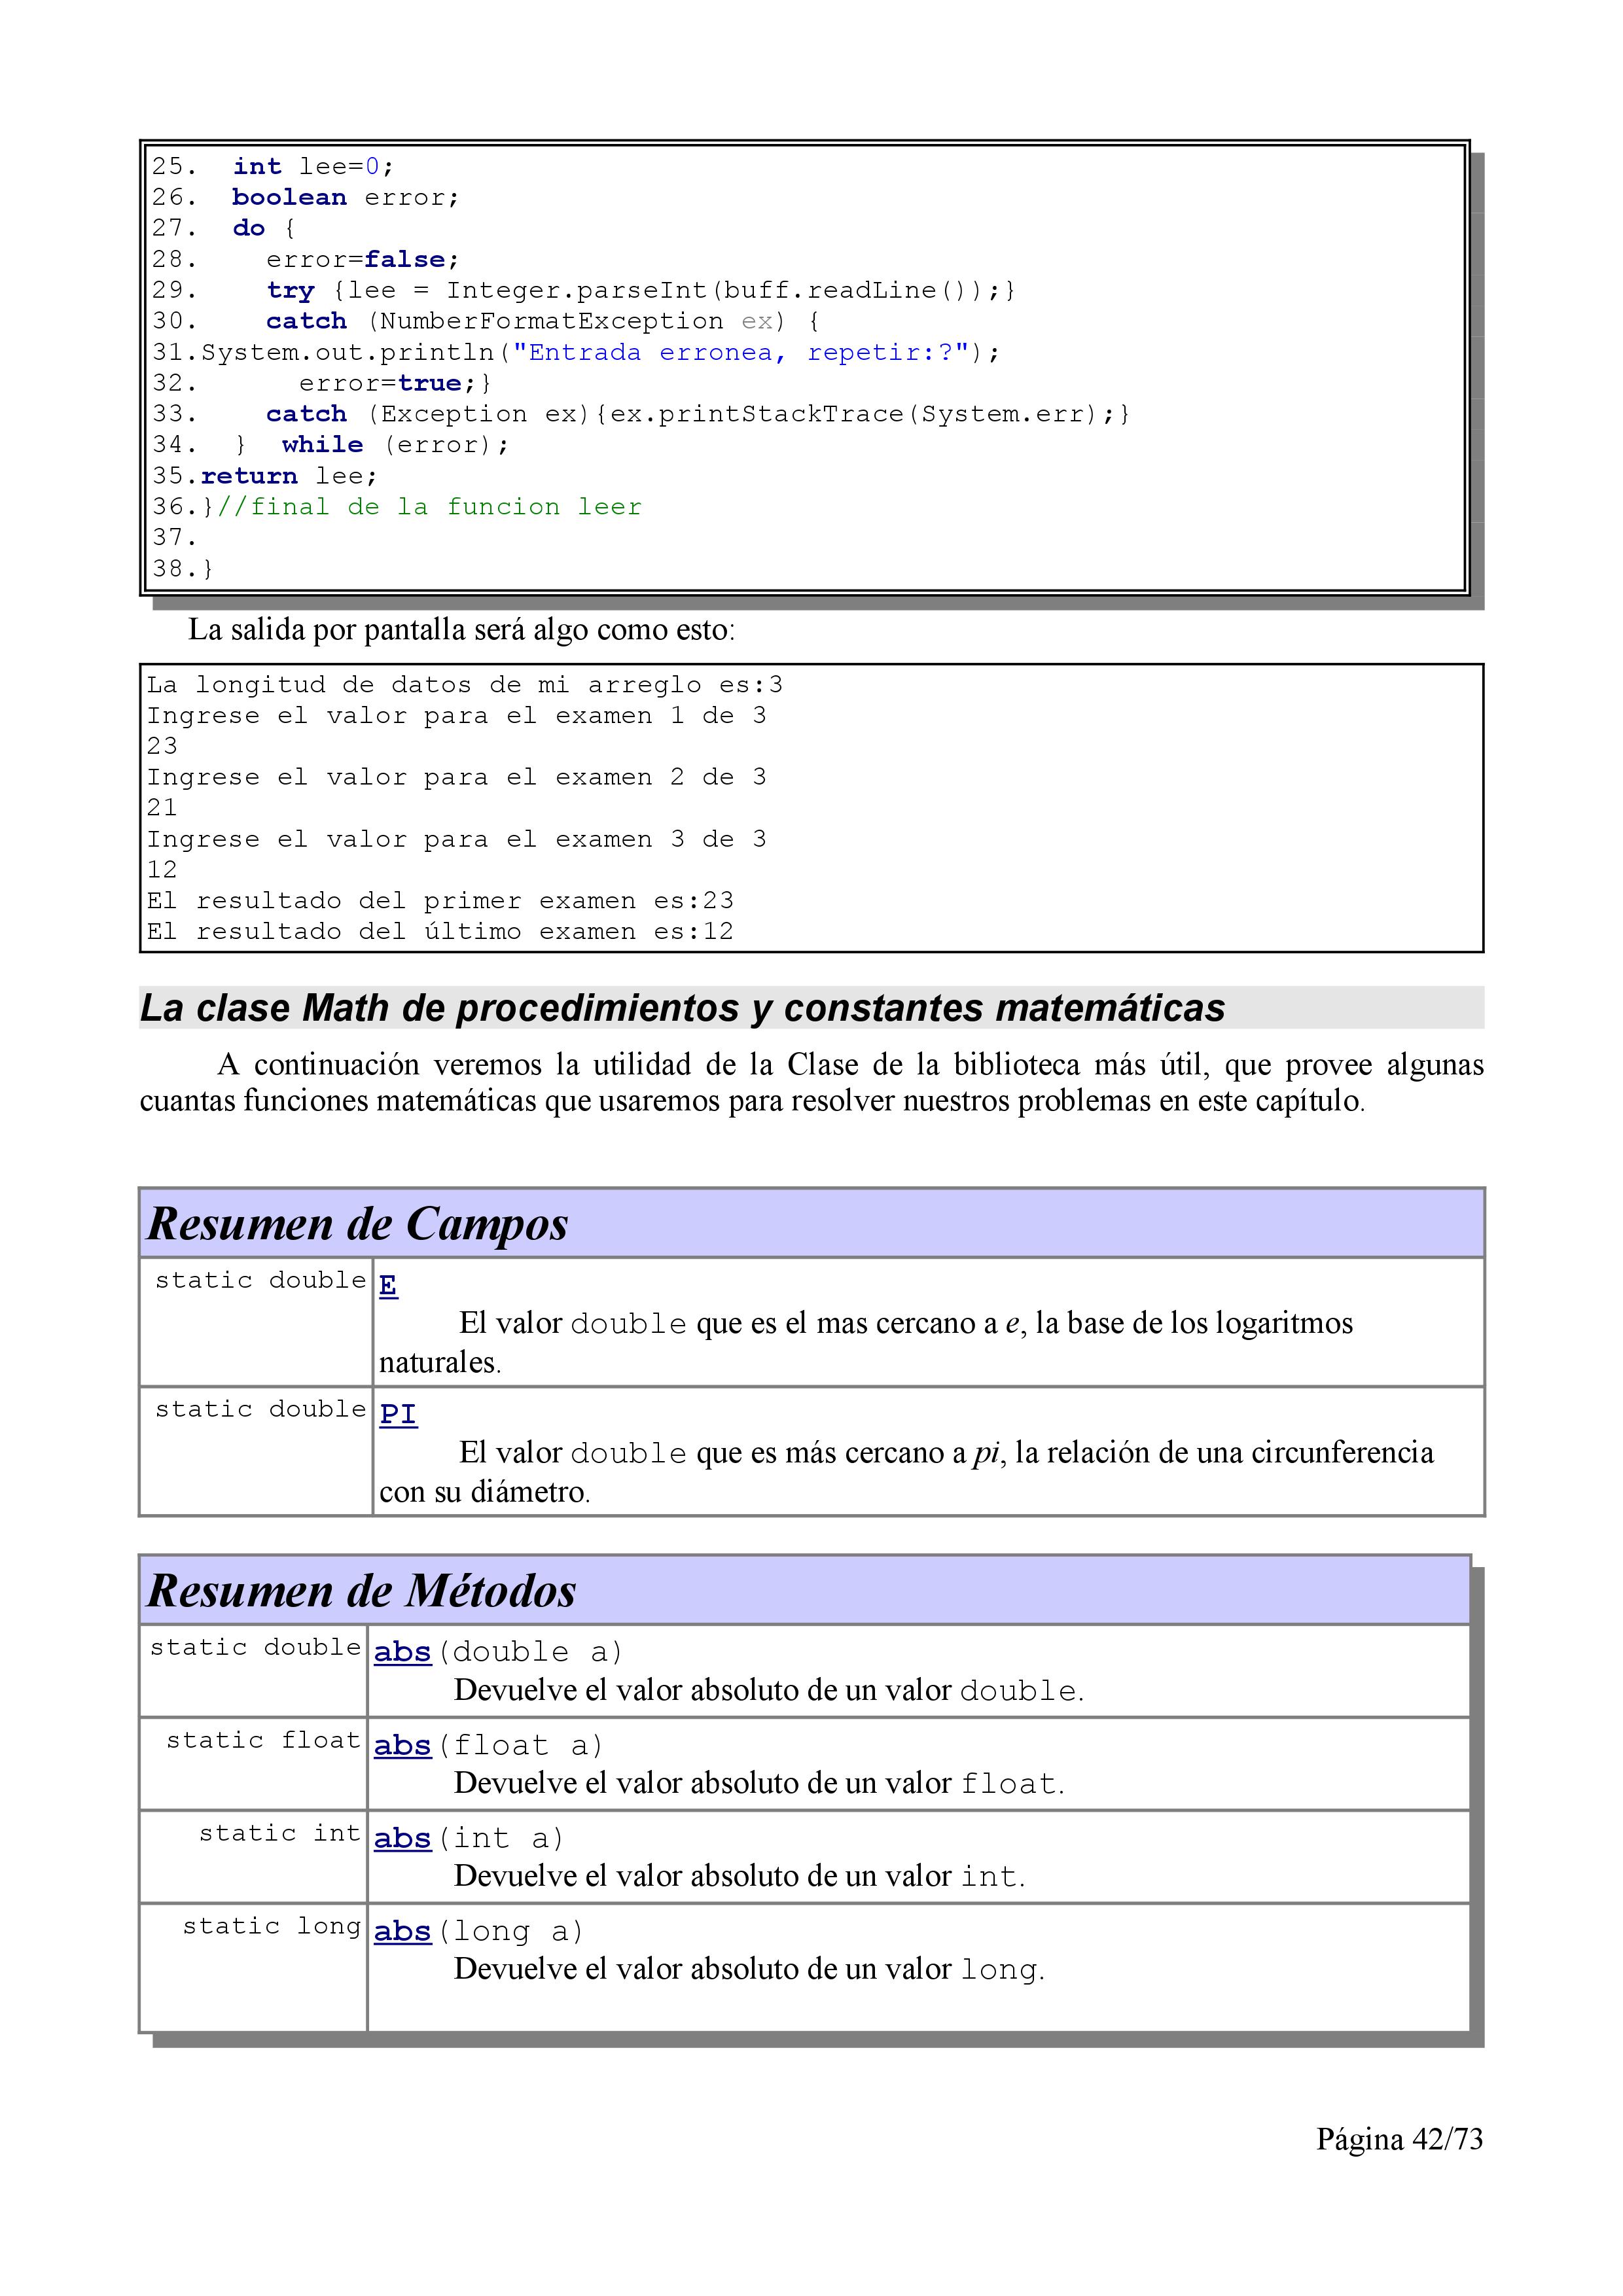 25.  int lee=0;
26.  boolean error;
27.  do {
28.    error=false;
29.    try {lee = Integer.parseInt(buff.readLine());}
30.    catch (NumberFormatException ex) {
31.System.out.println("Entrada erronea, repetir:?");
32.      error=true;}
33.    catch (Exception ex){ex.printStackTrace(System.err);}
34.  }  while (error);
35.return lee;
36.}//final de la funcion leer
37.
38.}
La salida por pantalla será algo como esto:
La longitud de datos de mi arreglo es:3
Ingrese el valor para el examen 1 de 3
23
Ingrese el valor para el examen 2 de 3
21
Ingrese el valor para el examen 3 de 3
12
El resultado del primer examen es:23
El resultado del último examen es:12
La clase Math de procedimientos y constantes matemáticas
A continuación veremos la utilidad de la Clase de la biblioteca más útil, que provee algunas
cuantas funciones matemáticas que usaremos para resolver nuestros problemas en este capítulo.
Resumen de Campos
static double E
El valor double que es el mas cercano a e, la base de los logaritmos
naturales.
static double PI
El valor double que es más cercano a pi, la relación de una circunferencia
con su diámetro.
Resumen de Métodos
static double abs(double a)
Devuelve el valor absoluto de un valor double.
static float abs(float a)
Devuelve el valor absoluto de un valor float.
static int abs(int a)
Devuelve el valor absoluto de un valor int.
static long abs(long a)
Devuelve el valor absoluto de un valor long.
Página 42/73